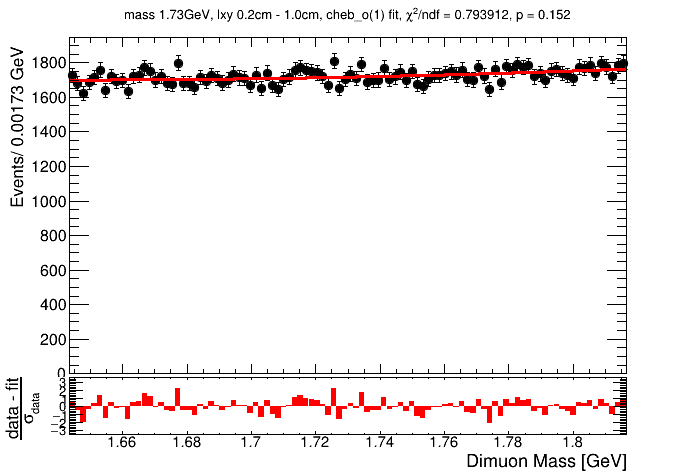 mass 1.73GeV, lxy 0.2cm - 1.0cm, cheb_o(1) fit, χ²/ndf = 0.793912, p = 0.152
Events/ 0.00173 GeV
1800
1600
1400
1200
1000
800
600
400
200
0
data - fit
σdata
3
2
1
0
−1
−2
−3
1.66 1.68 1.7 1.72 1.74 1.76 1.78 1.8
Dimuon Mass [GeV]